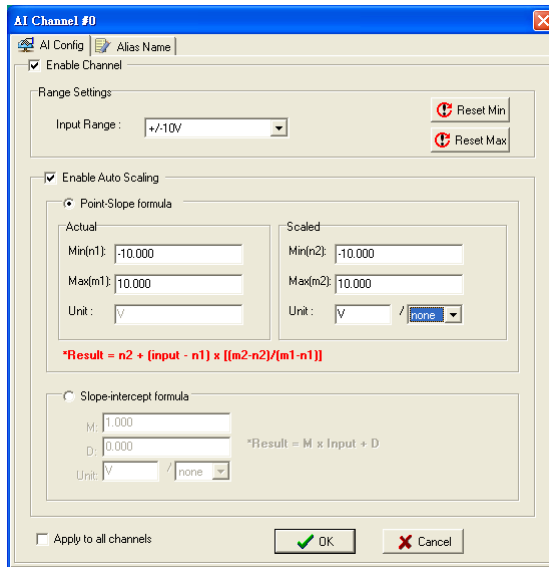 AI Channel #0
AI Config Alias Name
Enable Channel
Range Settings
Input Range : +/-10V
Reset Min
Reset Max
Enable Auto Scaling
Point-Slope formula
Actual Scaled
Min(n1): -10.000 Min(n2): -10.000
Max(m1): 10.000 Max(m2): 10.000
Unit : V Unit : V / none
*Result = n2 + (input - n1) x [(m2-n2)/(m1-n1)]
Slope-intercept formula
M: 1.000
D: 0.000 *Result = M x Input + D
Unit: V / none
Apply to all channels OK Cancel